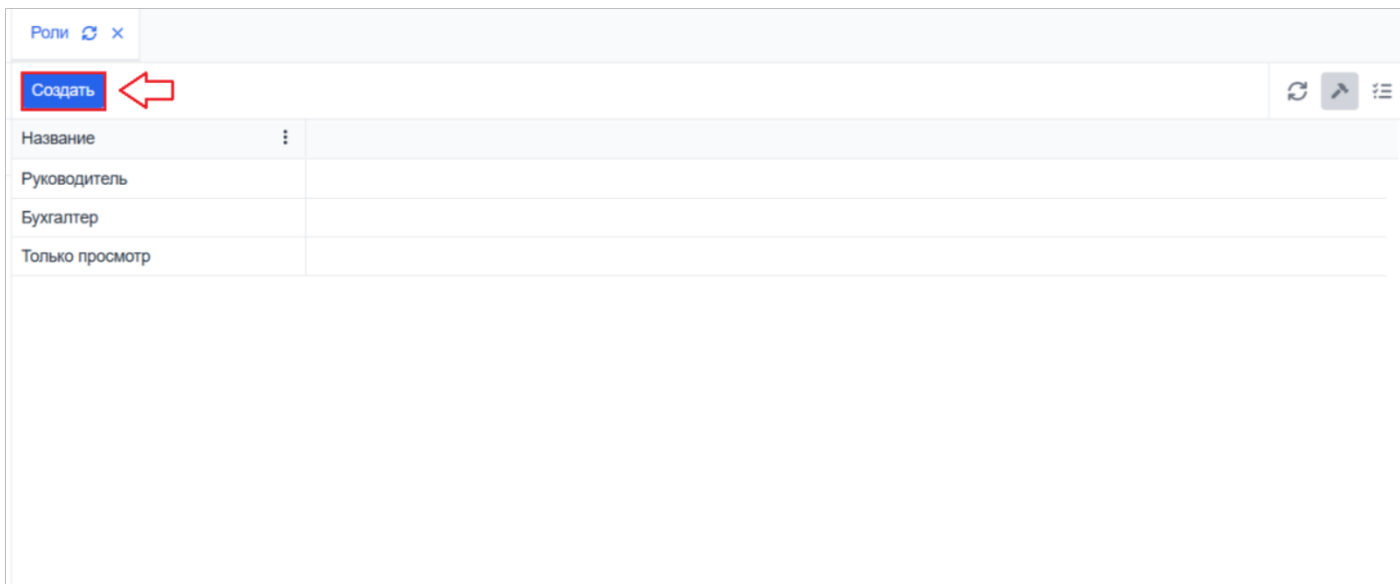 Роли
Создать
Название
Руководитель
Бухгалтер
Только просмотр